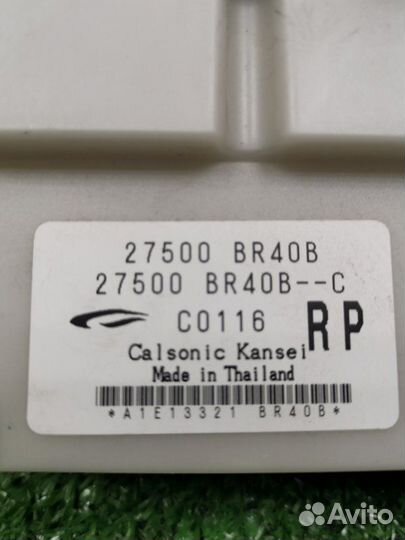 27500 BR40B
27500 BR40B--C
C0116
RP
Calsonic Kansei
Made in Thailand
*A1E13321 BR40B*
Avito